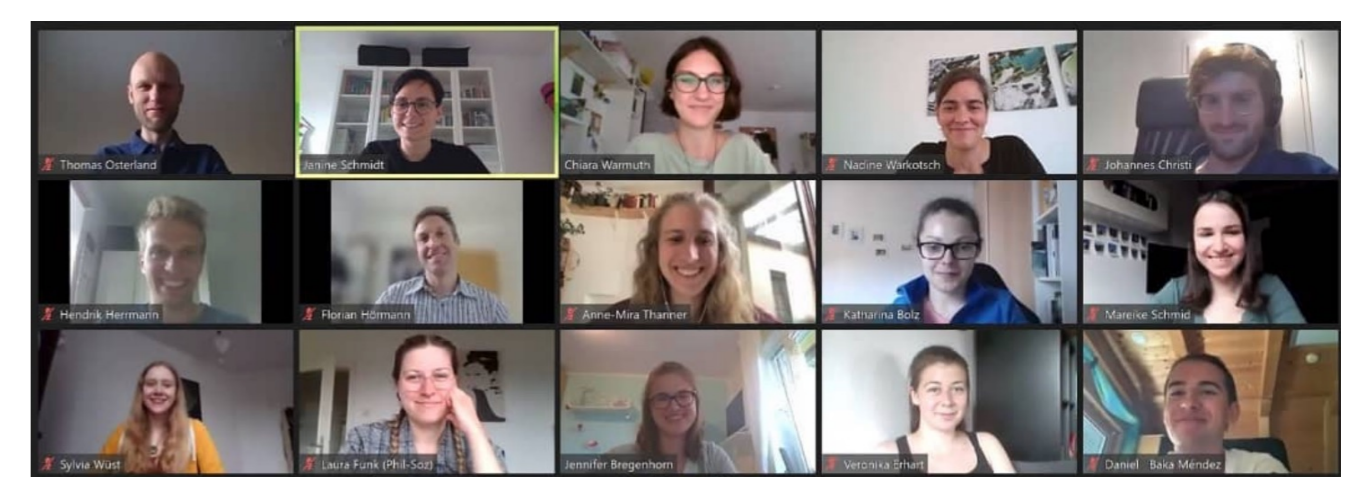 Thomas Osterland
Janine Schmidt
Chiara Warmuth
Nadine Warkotsch
Johannes Christi
Hendrik Herrmann
Florian Hörmann
Anne-Mira Thanner
Katharina Bolz
Mareike Schmid
Sylvia Wüst
Laura Funk (Phil-Soz)
Jennifer Bregenhorn
Veronika Erhart
Daniel Baka Méndez